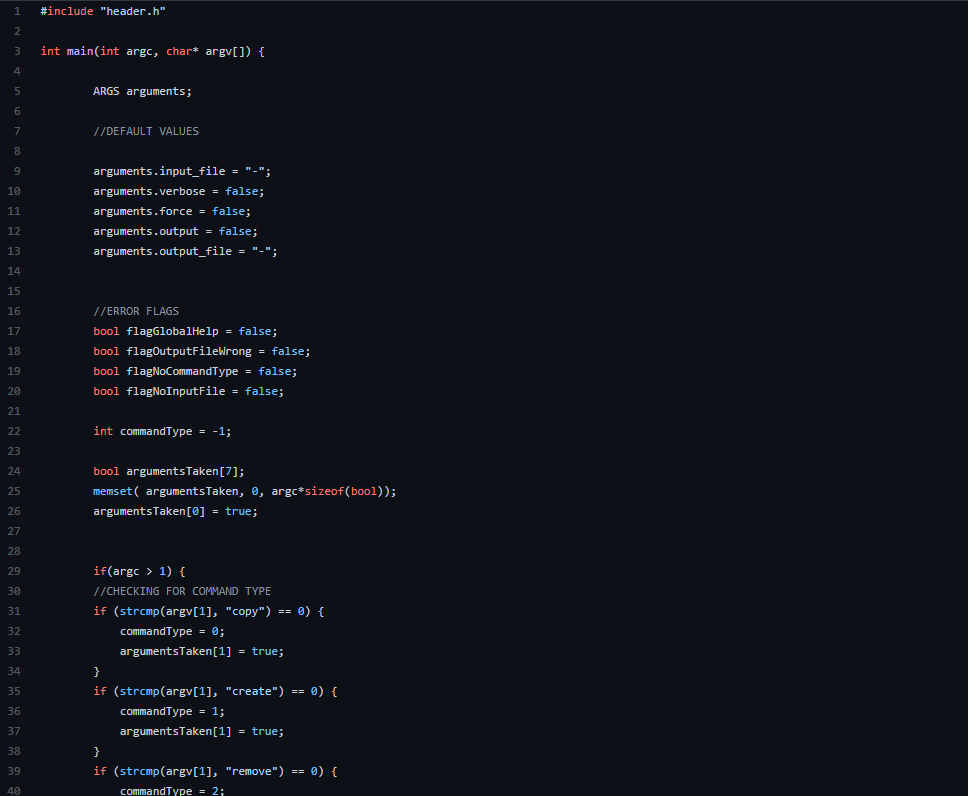 1 #include "header.h"
2
3 int main(int argc, char* argv[]) {
4
5 ARGS arguments;
6
7 //DEFAULT VALUES
8
9 arguments.input_file = "-";
10 arguments.verbose = false;
11 arguments.force = false;
12 arguments.output = false;
13 arguments.output_file = "-";
14
15
16 //ERROR FLAGS
17 bool flagGlobalHelp = false;
18 bool flagOutputFileWrong = false;
19 bool flagNoCommandType = false;
20 bool flagNoInputFile = false;
21
22 int commandType = -1;
23
24 bool argumentsTaken[7];
25 memset( argumentsTaken, 0, argc*sizeof(bool));
26 argumentsTaken[0] = true;
27
28
29 if(argc > 1) {
30 //CHECKING FOR COMMAND TYPE
31 if (strcmp(argv[1], "copy") == 0) {
32 commandType = 0;
33 argumentsTaken[1] = true;
34 }
35 if (strcmp(argv[1], "create") == 0) {
36 commandType = 1;
37 argumentsTaken[1] = true;
38 }
39 if (strcmp(argv[1], "remove") == 0) {
40 commandType = 2;